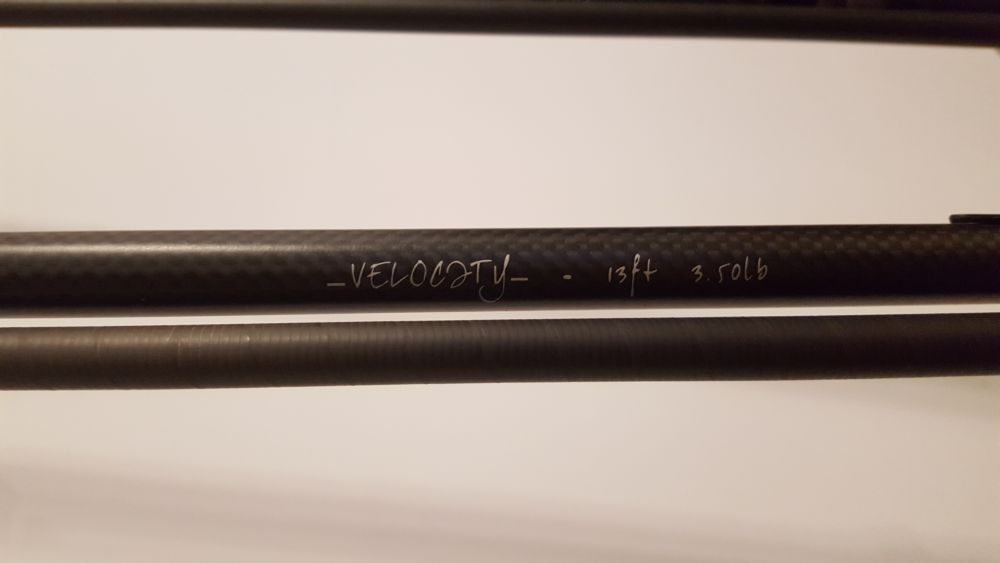 _VELOCITY_ - 13ft 3.50lb